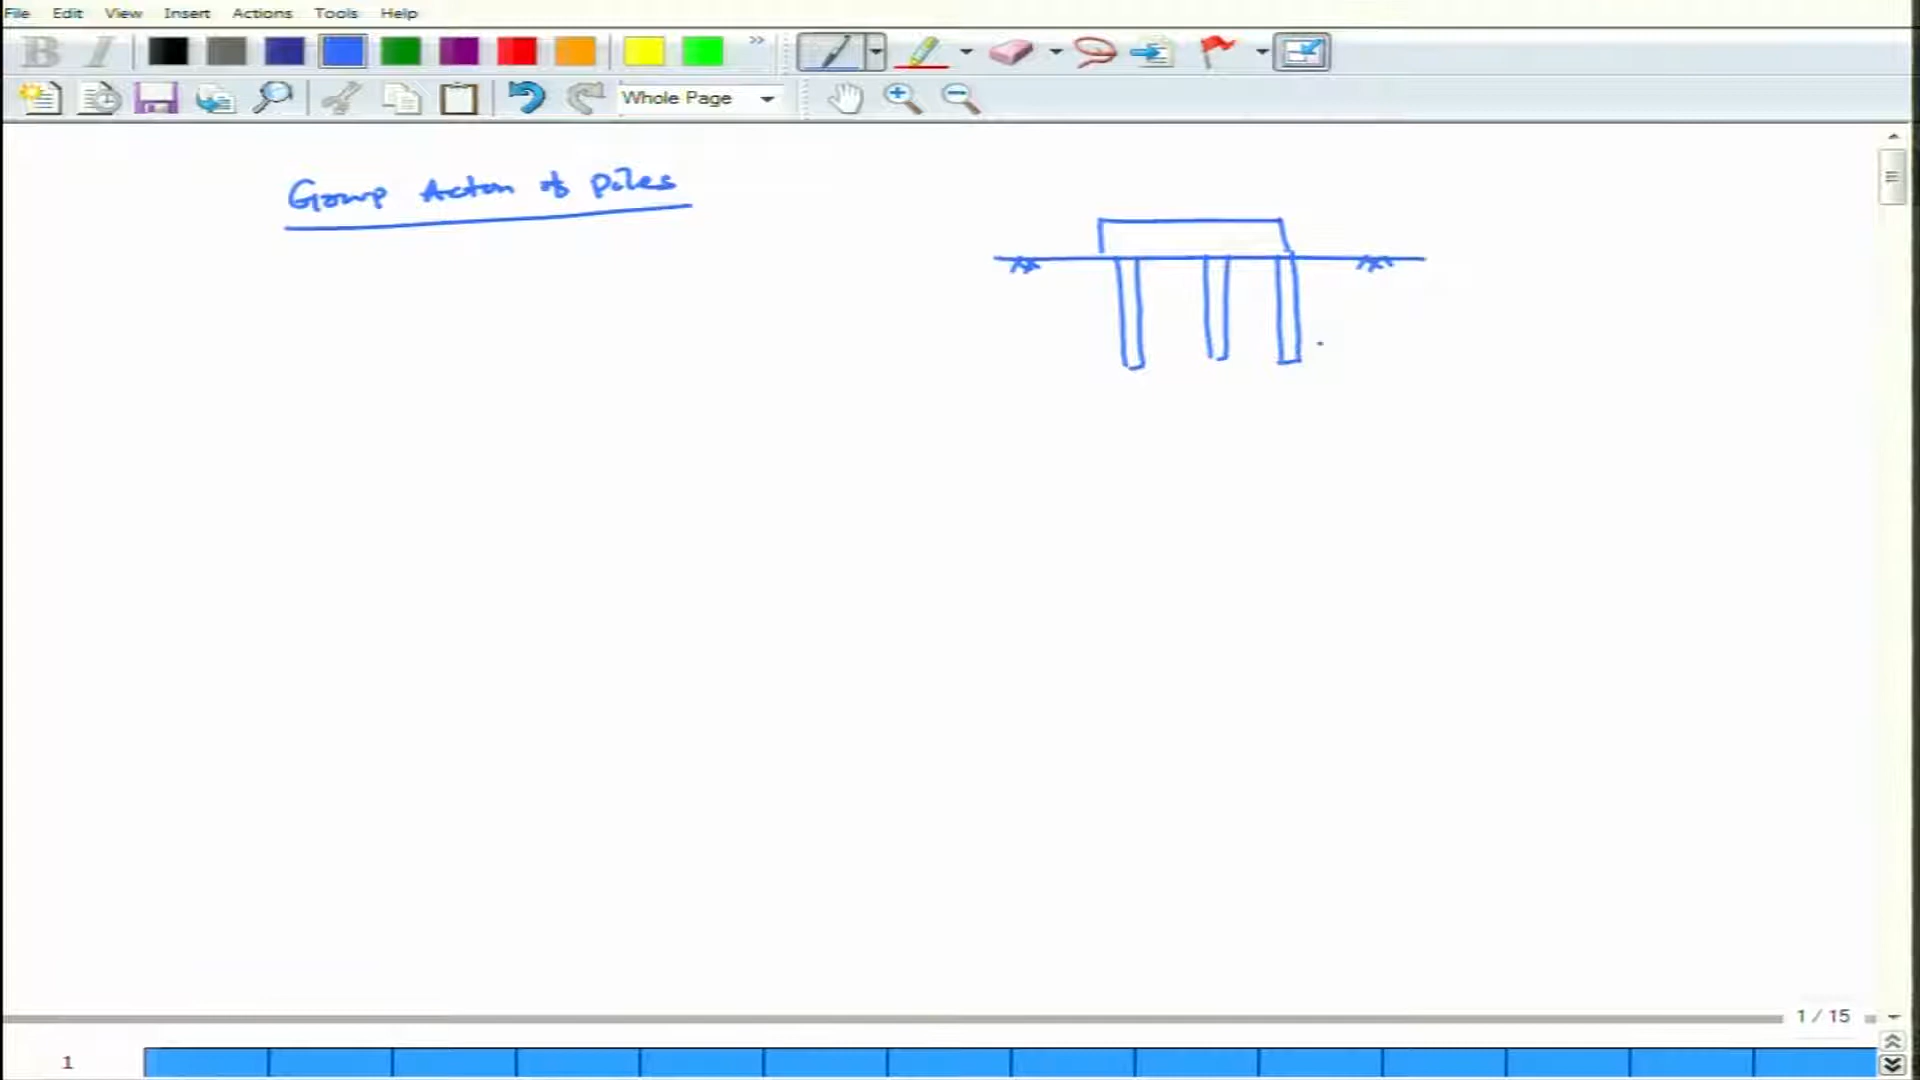 File Edit View Insert Actions Tools Help
B I
»
Whole Page
Group Action of Piles
1 / 15
1